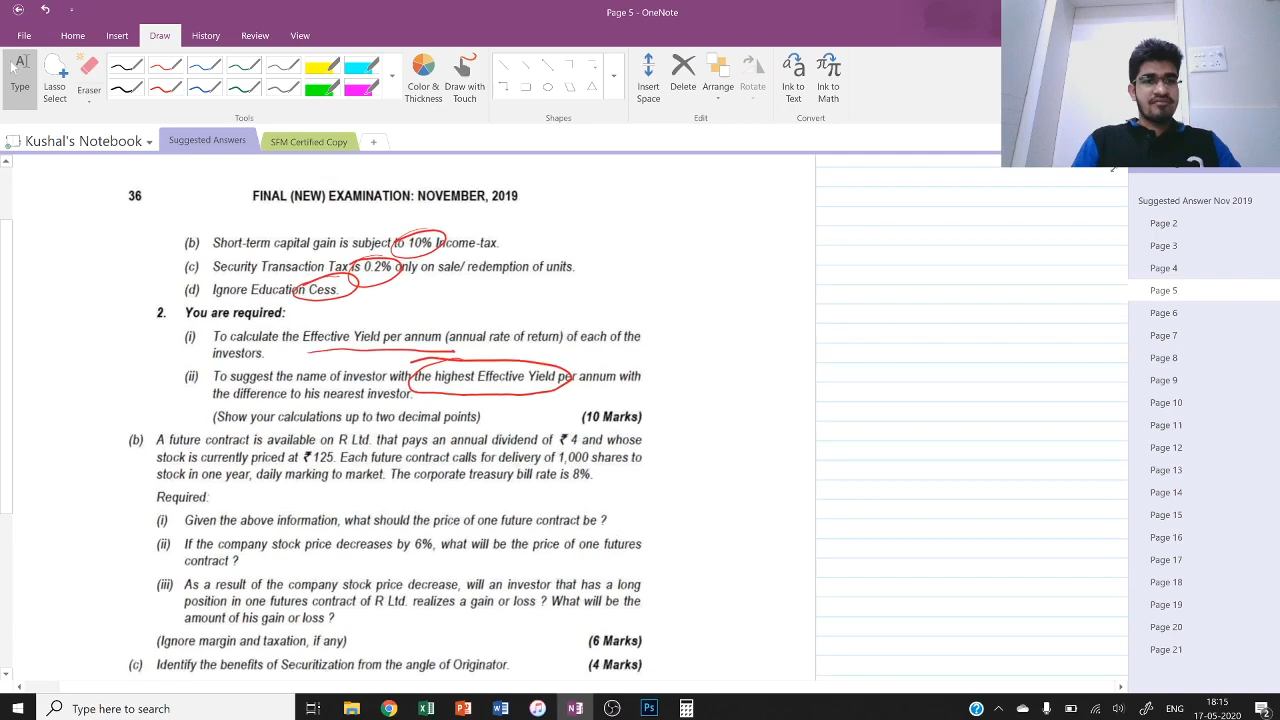 Page 5 - OneNote
File Home Insert Draw History Review View
Type
Lasso Select
Eraser
Color & Thickness
Draw with Touch
Insert Space
Delete
Arrange
Rotate
Ink to Text
Ink to Math
Tools
Shapes
Edit
Convert
Kushal's Notebook
Suggested Answers
SFM Certified Copy
+
36 FINAL (NEW) EXAMINATION: NOVEMBER, 2019
(b) Short-term capital gain is subject to 10% Income-tax.
(c) Security Transaction Tax is 0.2% only on sale/ redemption of units.
(d) Ignore Education Cess.
2. You are required:
(i) To calculate the Effective Yield per annum (annual rate of return) of each of the
investors.
(ii) To suggest the name of investor with the highest Effective Yield per annum with
the difference to his nearest investor.
(Show your calculations up to two decimal points) (10 Marks)
(b) A future contract is available on R Ltd. that pays an annual dividend of ₹ 4 and whose
stock is currently priced at ₹ 125. Each future contract calls for delivery of 1,000 shares to
stock in one year, daily marking to market. The corporate treasury bill rate is 8%.
Required:
(i) Given the above information, what should the price of one future contract be ?
(ii) If the company stock price decreases by 6%, what will be the price of one futures
contract ?
(iii) As a result of the company stock price decrease, will an investor that has a long
position in one futures contract of R Ltd. realizes a gain or loss ? What will be the
amount of his gain or loss ?
(Ignore margin and taxation, if any) (6 Marks)
(c) Identify the benefits of Securitization from the angle of Originator. (4 Marks)
Suggested Answer Nov 2019
Page 2
Page 3
Page 4
Page 5
Page 6
Page 7
Page 8
Page 9
Page 10
Page 11
Page 12
Page 13
Page 14
Page 15
Page 16
Page 17
Page 18
Page 19
Page 20
Page 21
18:15
17-05-2020